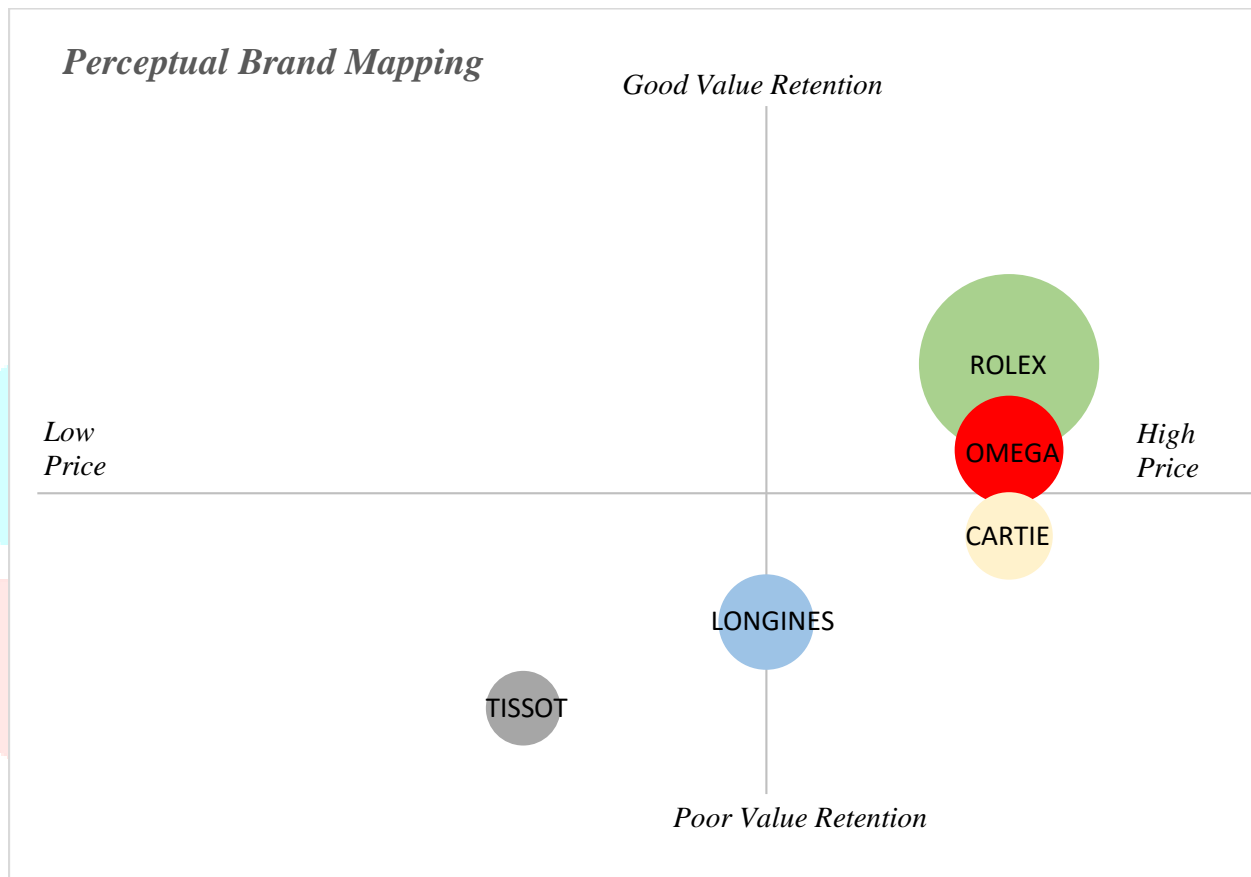 Perceptual Brand Mapping
Good Value Retention
ROLEX
Low
Price
OMEGA
High
Price
CARTIE
LONGINES
TISSOT
Poor Value Retention